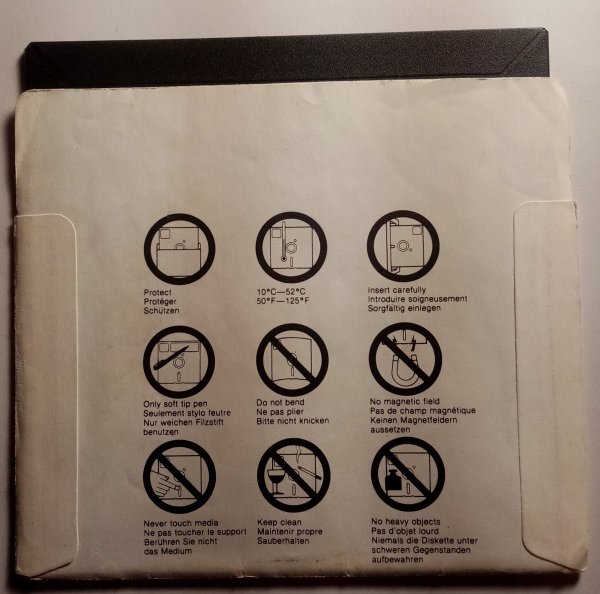 Protect
Protéger
Schützen
10°C—52°C
50°F—125°F
Insert carefully
Introduire soigneusement
Sorgfältig einlegen
Only soft tip pen
Seulement stylo feutre
Nur weichen Filzstift
benutzen
Do not bend
Ne pas plier
Bitte nicht knicken
No magnetic field
Pas de champ magnétique
Keinen Magnetfeldern
aussetzen
Never touch media
Ne pas toucher le support
Berühren Sie nicht
das Medium
Keep clean
Maintenir propre
Sauberhalten
No heavy objects
Pas d'objet lourd
Niemals die Diskette unter
schweren Gegenstanden
aufbewahren